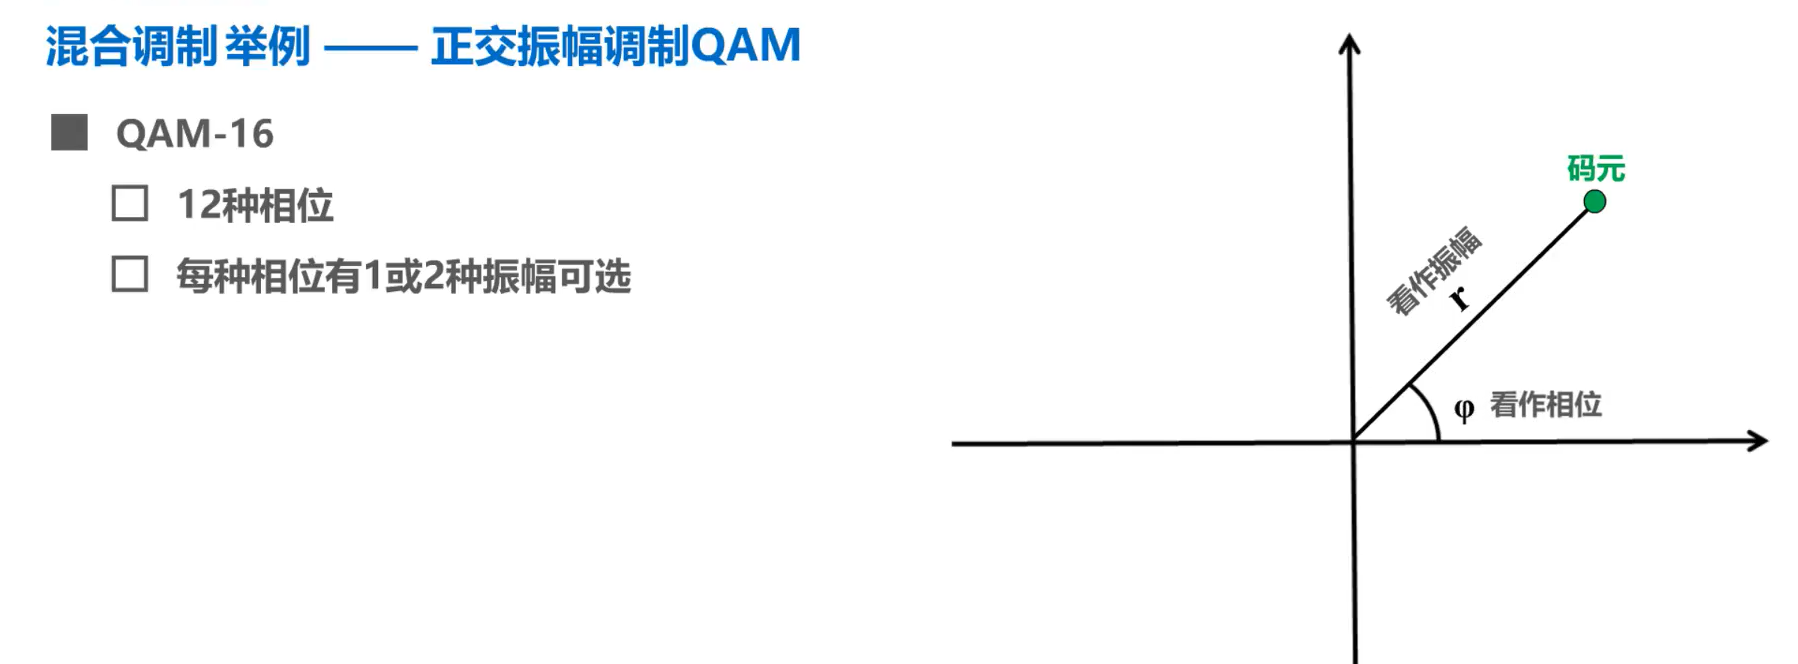 混合调制 举例 —— 正交振幅调制QAM
QAM-16
12种相位
每种相位有1或2种振幅可选
码元
看作振幅
r
φ 看作相位